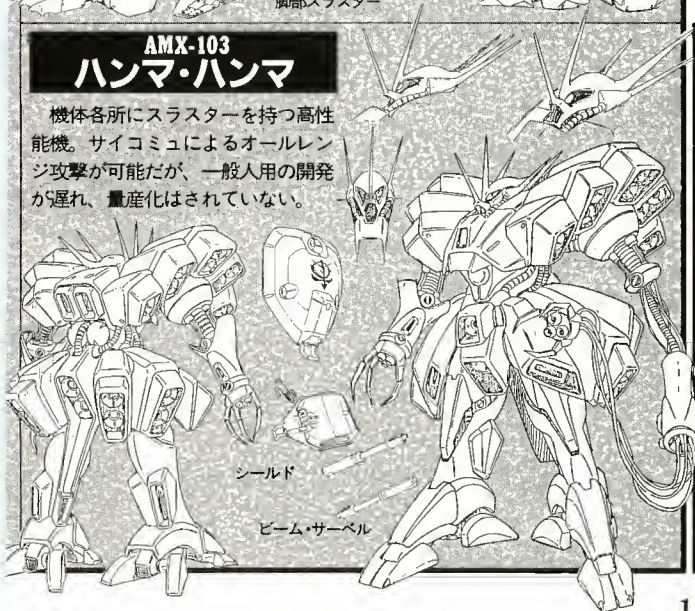 胸部スラスター
AMX-103
ハンマ・ハンマ
機体各所にスラスターを持つ高性
能機。サイコミュによるオールレン
ジ攻撃が可能だが、一般人用の開発
が遅れ、量産化はされていない。
シールド
ビーム・サーベル
1